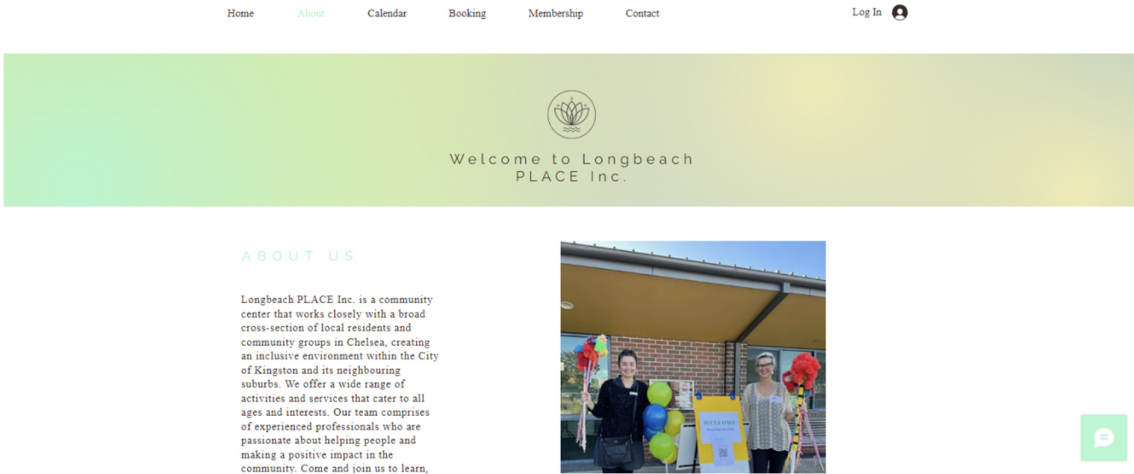 Home About Calendar Booking Membership Contact Log In
Welcome to Longbeach
PLACE Inc.
ABOUT US
Longbeach PLACE Inc. is a community
center that works closely with a broad
cross-section of local residents and
community groups in Chelsea, creating
an inclusive environment within the City
of Kingston and its neighbouring
suburbs. We offer a wide range of
activities and services that cater to all
ages and interests. Our team comprises
of experienced professionals who are
passionate about helping people and
making a positive impact in the
community. Come and join us to learn,
WELCOME